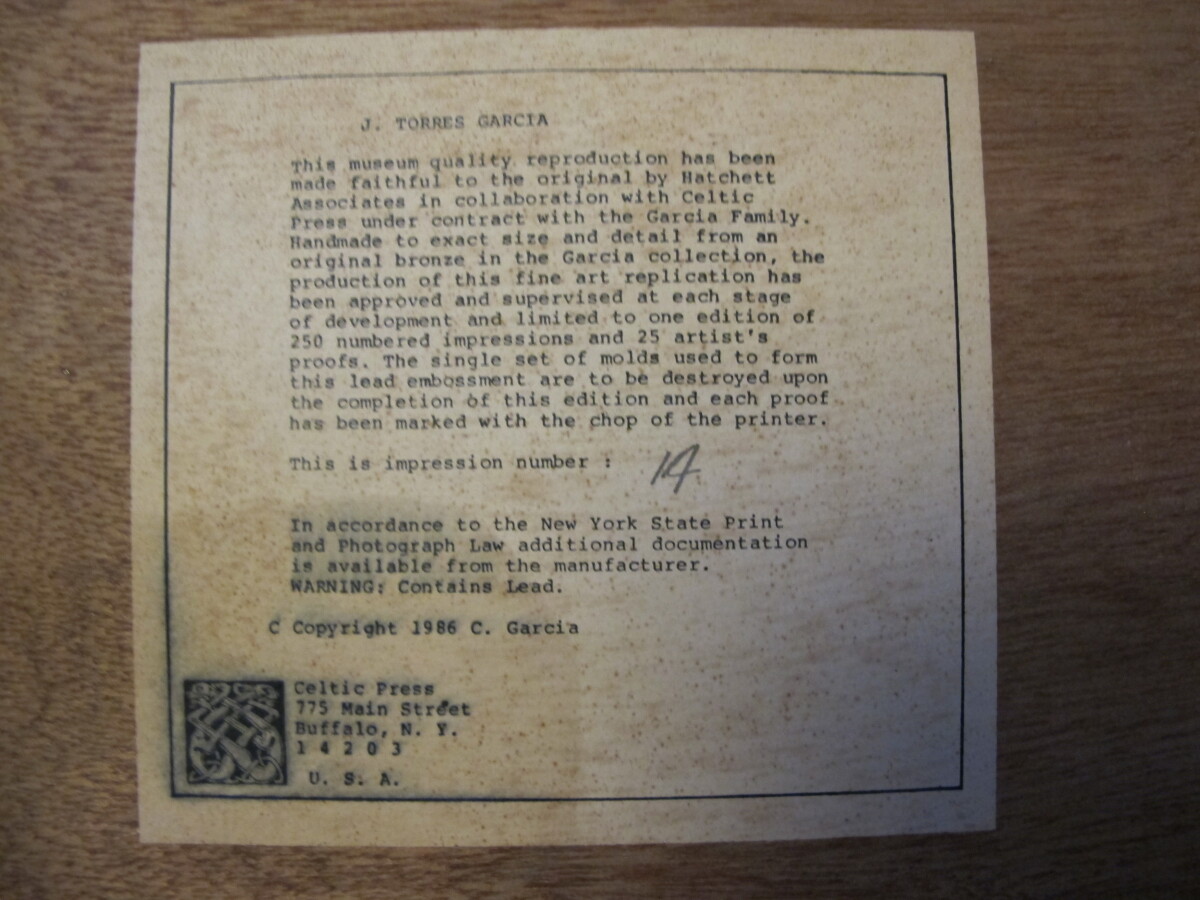 J. TORRES GARCIA
This museum quality reproduction has been
made faithful to the original by Hatchett
Associates in collaboration with Celtic
Press under contract with the Garcia Family.
Handmade to exact size and detail from an
original bronze in the Garcia collection, the
production of this fine art replication has
been approved and supervised at each stage
of development and limited to one edition of
250 numbered impressions and 25 artist's
proofs. The single set of molds used to form
this lead embossment are to be destroyed upon
the completion of this edition and each proof
has been marked with the chop of the printer.
This is impression number : 14
In accordance to the New York State Print
and Photograph Law additional documentation
is available from the manufacturer.
WARNING: Contains Lead.
C Copyright 1986 C. Garcia
Celtic Press
775 Main Street
Buffalo, N. Y.
1 4 2 0 3
U. S. A.